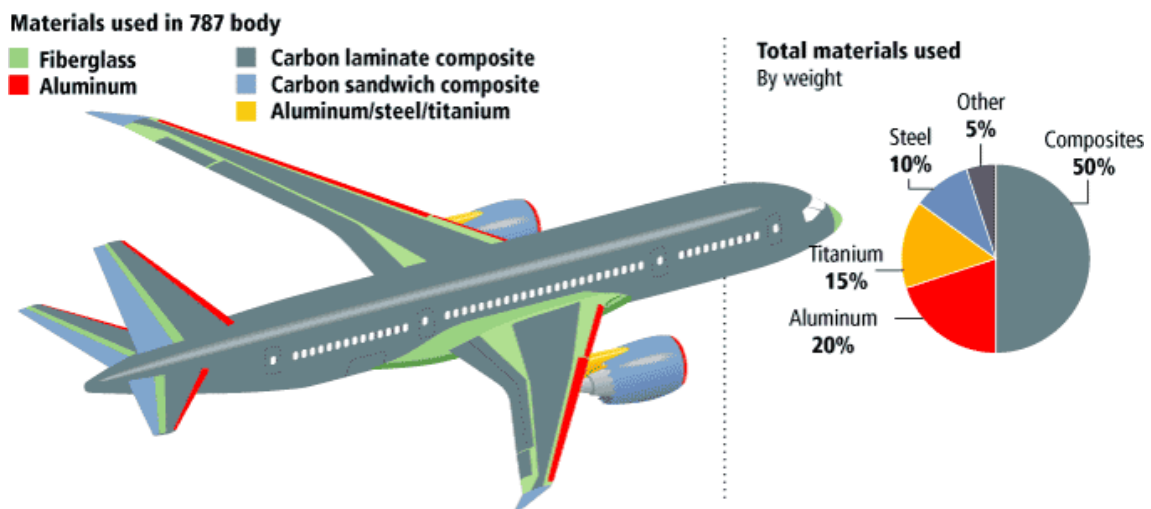 Materials used in 787 body
Fiberglass
Aluminum
Carbon laminate composite
Carbon sandwich composite
Aluminum/steel/titanium
Total materials used
By weight
Other
5%
Steel
10%
Composites
50%
Titanium
15%
Aluminum
20%